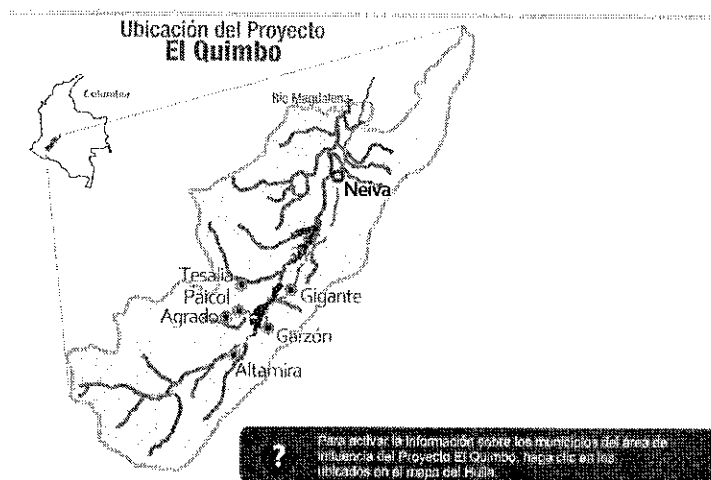 Ubicación del Proyecto
El Quimbo
Colombia
Río Magdalena
Neiva
Tesalia
Paicol
Agrado
Gigante
Garzón
Altamira
?
Para activar la información sobre los municipios del área de
influencia del Proyecto El Quimbo, haga clic en los
ubicados en el mapa del Huila.